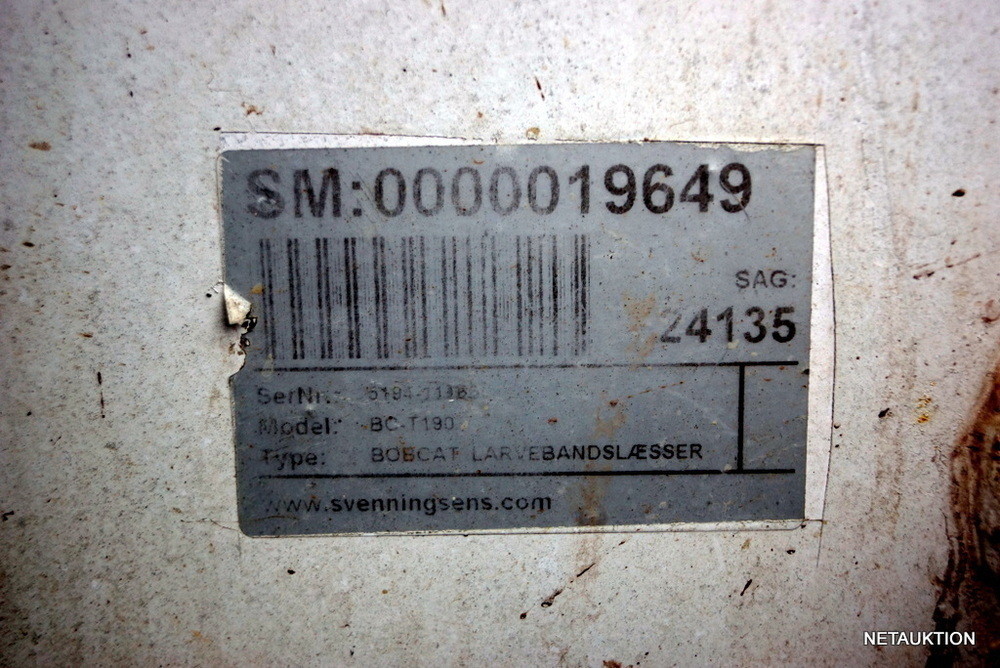 SM:0000019649
SAG:
24135
SerNr.:
Model: BC-T190
Type: BOBCAT LARVEBANDSLÆSSER
www.svenningsens.com
NETAUKTION